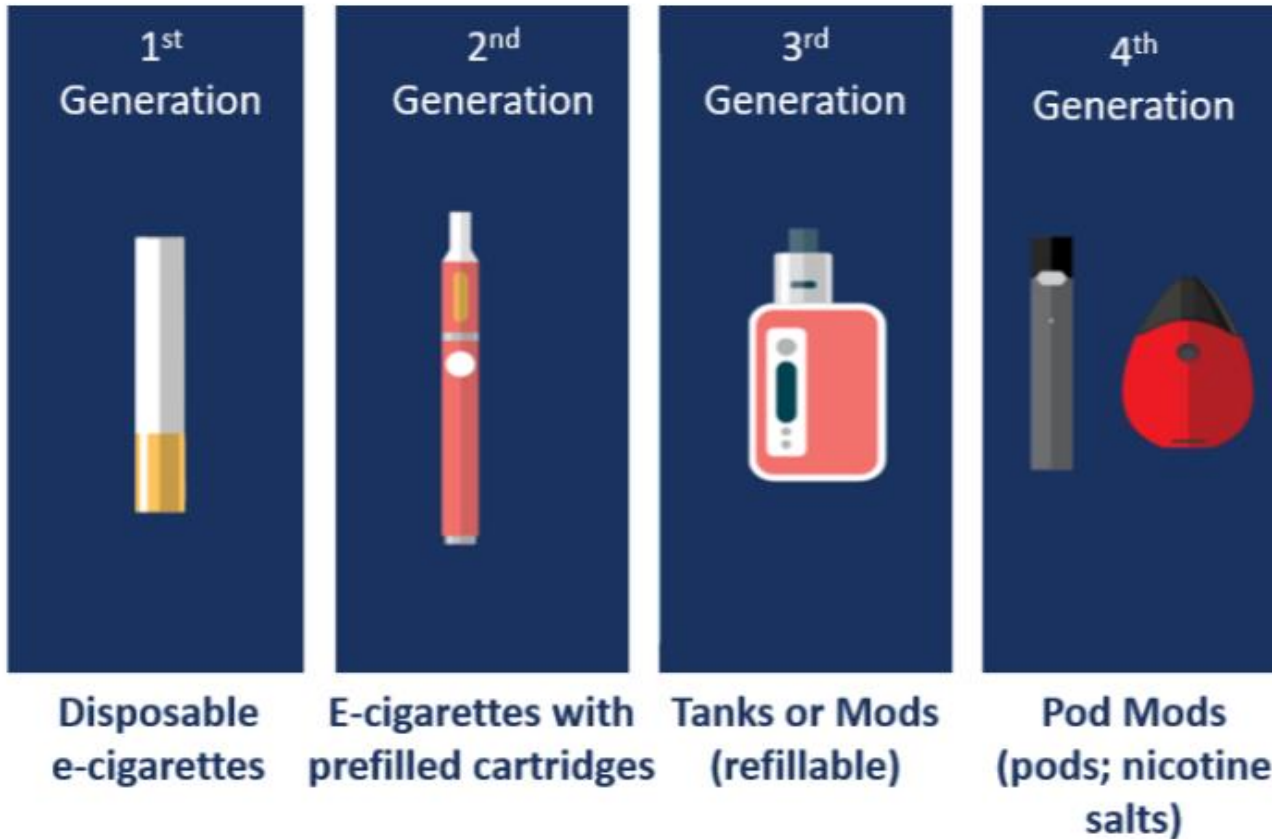 1st
Generation
2nd
Generation
3rd
Generation
4th
Generation
Disposable
e-cigarettes
E-cigarettes with
prefilled cartridges
Tanks or Mods
(refillable)
Pod Mods
(pods; nicotine
salts)